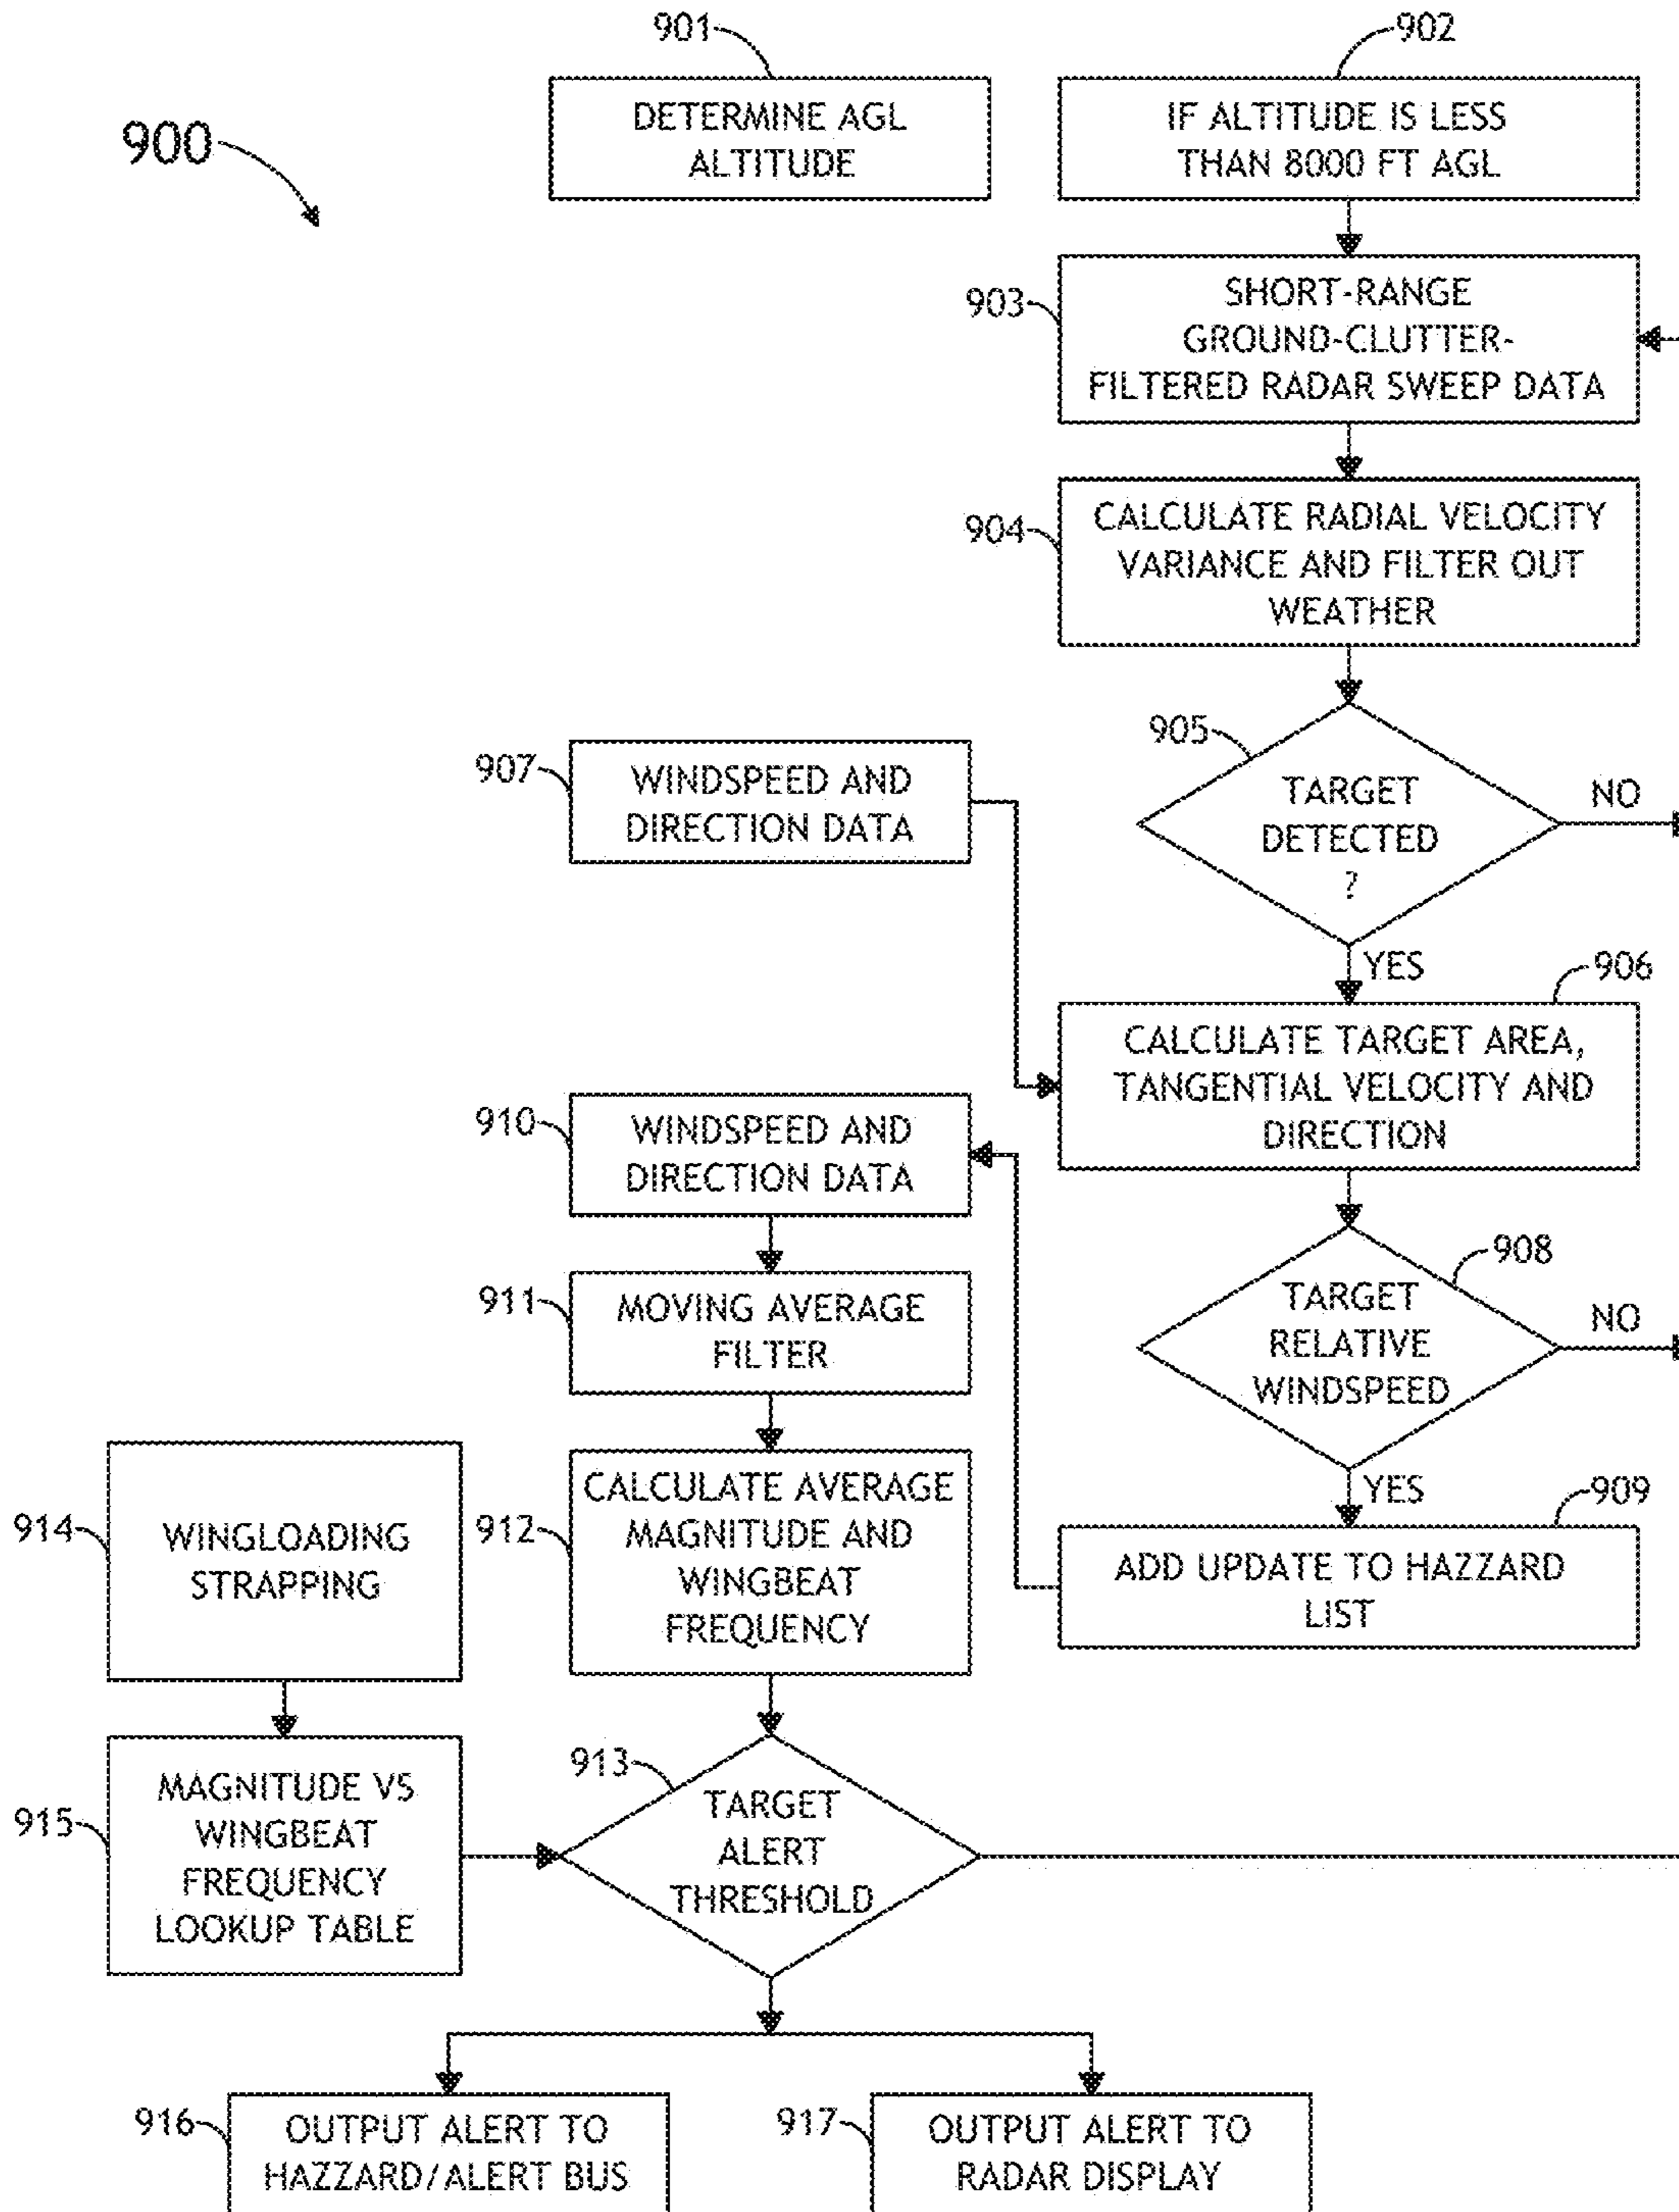 901
902
900
DETERMINE AGL
ALTITUDE
IF ALTITUDE IS LESS
THAN 8000 FT AGL
903
SHORT-RANGE
GROUND-CLUTTER-
FILTERED RADAR SWEEP DATA
904
CALCULATE RADIAL VELOCITY
VARIANCE AND FILTER OUT
WEATHER
905
TARGET
DETECTED
?
NO
YES
907
WINDSPEED AND
DIRECTION DATA
906
CALCULATE TARGET AREA,
TANGENTIAL VELOCITY AND
DIRECTION
908
TARGET
RELATIVE
WINDSPEED
NO
YES
909
ADD UPDATE TO HAZZARD
LIST
910
WINDSPEED AND
DIRECTION DATA
911
MOVING AVERAGE
FILTER
912
CALCULATE AVERAGE
MAGNITUDE AND
WINGBEAT
FREQUENCY
914
WINGLOADING
STRAPPING
915
MAGNITUDE VS
WINGBEAT
FREQUENCY
LOOKUP TABLE
913
TARGET
ALERT
THRESHOLD
916
OUTPUT ALERT TO
HAZZARD/ALERT BUS
917
OUTPUT ALERT TO
RADAR DISPLAY